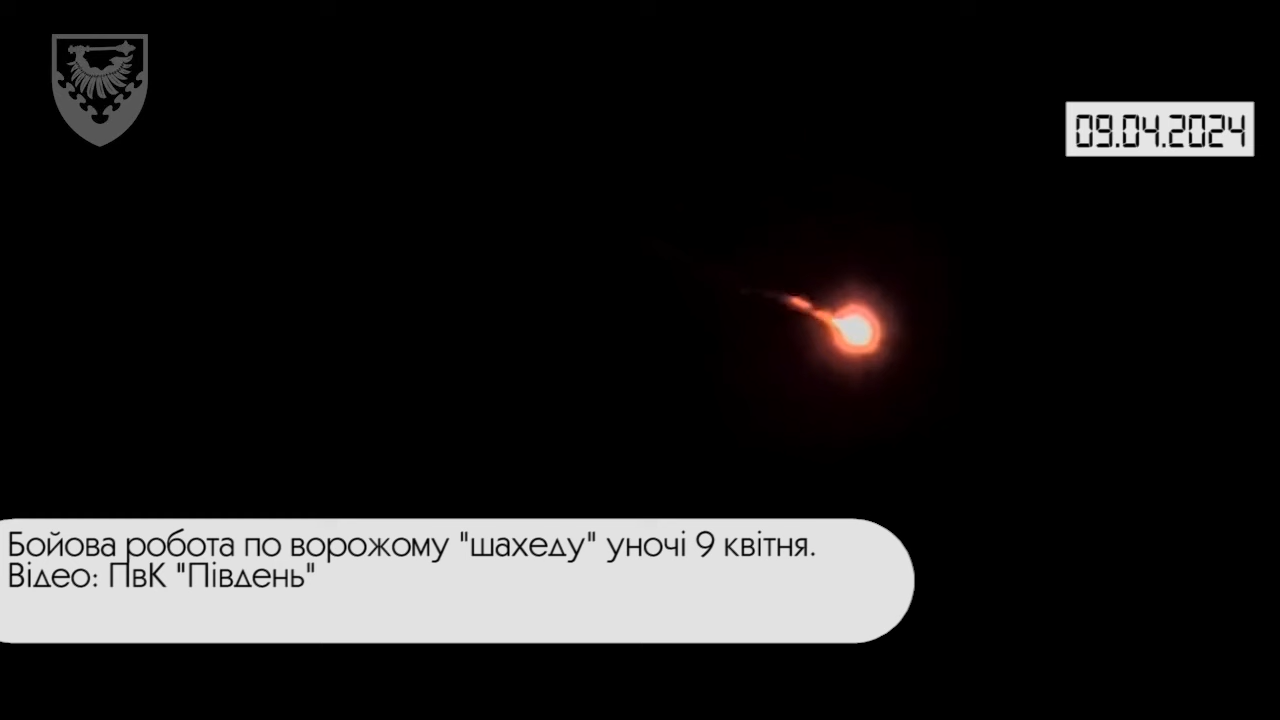 09.04.2024
Бойова робота по ворожому "шахеду" уночі 9 квітня.
Відео: ПвК "Південь"